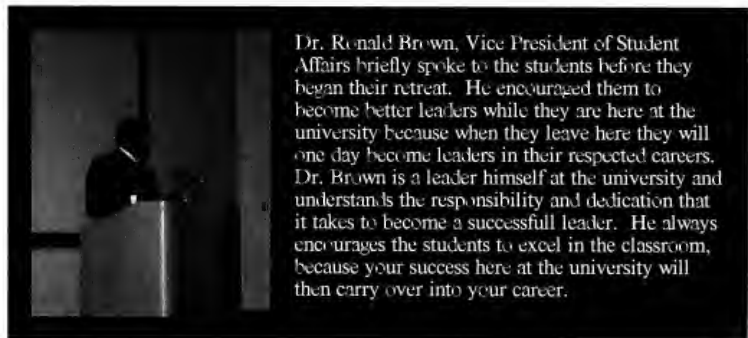 Dr. Ronald Brown, Vice President of Student
Affairs briefly spoke to the students before they
began their retreat.  He encouraged them to
become better leaders while they are here at the
university because when they leave here they will
one day become leaders in their respected careers.
Dr. Brown is a leader himself at the university and
understands the responsibility and dedication that
it takes to become a successfull leader.  He always
encourages the students to excel in the classroom,
because your success here at the university will
then carry over into your career.